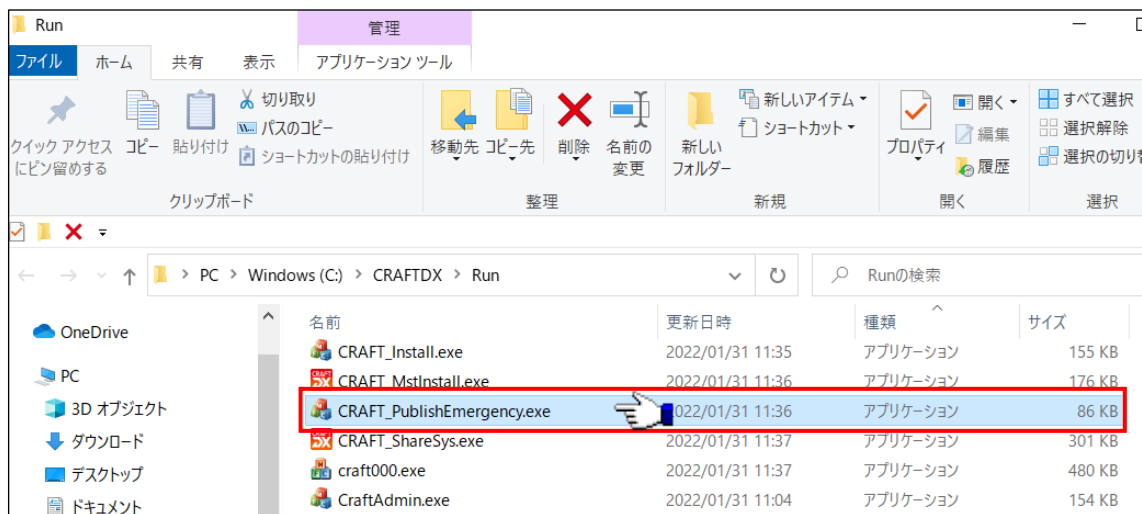 Run
管理
ファイル ホーム 共有 表示 アプリケーション ツール
クイック アクセス
にピン留めする
コピー
貼り付け
切り取り
パスのコピー
ショートカットの貼り付け
クリップボード
移動先 コピー先
削除
名前の
変更
整理
新しい
フォルダー
新しいアイテム
ショートカット
新規
プロパティ
開く
編集
履歴
開く
すべて選択
選択解除
選択の切り替
選択
PC > Windows (C:) > CRAFTDX > Run
Runの検索
OneDrive
PC
3D オブジェクト
ダウンロード
デスクトップ
ドキュメント
名前 更新日時 種類 サイズ
CRAFT_Install.exe 2022/01/31 11:35 アプリケーション 155 KB
CRAFT_MstInstall.exe 2022/01/31 11:36 アプリケーション 176 KB
CRAFT_PublishEmergency.exe 2022/01/31 11:36 アプリケーション 86 KB
CRAFT_ShareSys.exe 2022/01/31 11:37 アプリケーション 301 KB
craft000.exe 2022/01/31 11:37 アプリケーション 480 KB
CraftAdmin.exe 2022/01/31 11:04 アプリケーション 154 KB